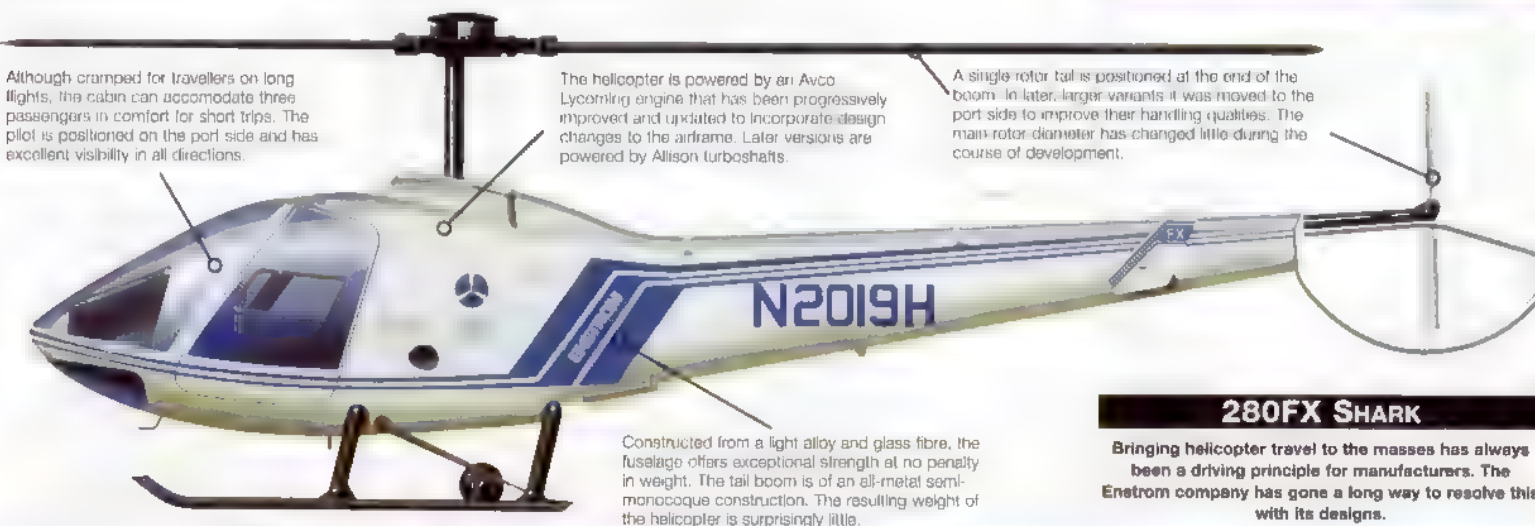 Although cramped for travellers on long
flights, the cabin can accomodate three
passengers in comfort for short trips. The
pilot is positioned on the port side and has
excellent visibility in all directions.
The helicopter is powered by an Avco
Lycoming engine that has been progressively
improved and updated to incorporate design
changes to the airframe. Later versions are
powered by Allison turboshafts.
A single rotor tail is positioned at the end of the
boom. In later, larger variants it was moved to the
port side to improve their handling qualities. The
main rotor diameter has changed little during the
course of development.
FX
ENSTROM
N2019H
Constructed from a light alloy and glass fibre, the
fuselage offers exceptional strength at no penalty
in weight. The tail boom is of an all-metal semi-
monocoque construction. The resulting weight of
the helicopter is surprisingly little.
280FX SHARK
Bringing helicopter travel to the masses has always
been a driving principle for manufacturers. The
Enstrom company has gone a long way to resolve this
with its designs.